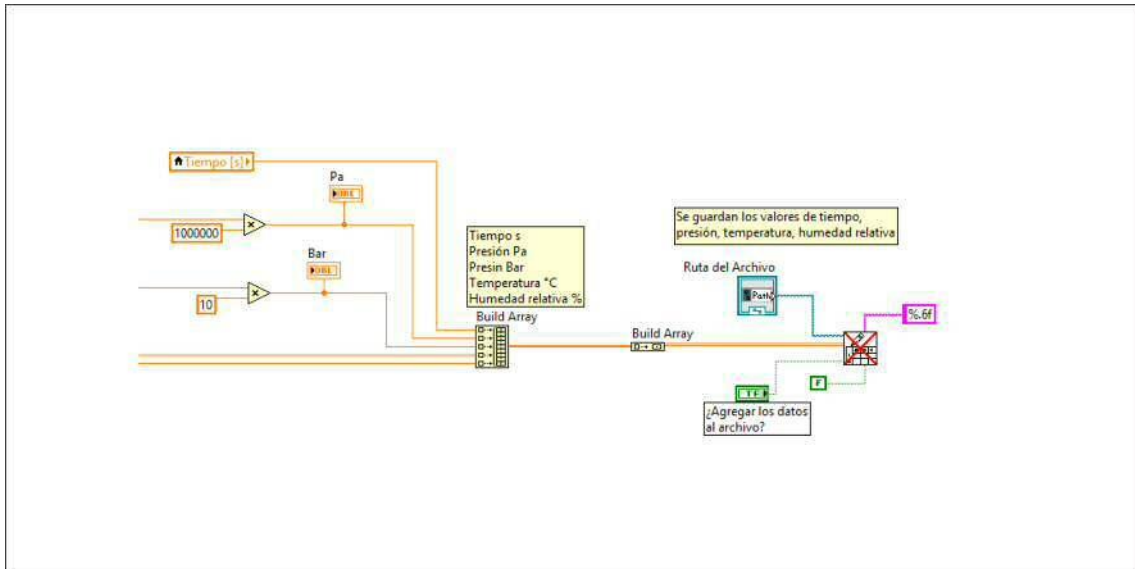 Tiempo [s]
Pa
DBL
1000000
Bar
DBL
10
Tiempo s
Presión Pa
Presin Bar
Temperatura °C
Humedad relativa %
Build Array
Build Array
Se guardan los valores de tiempo,
presión, temperatura, humedad relativa
Ruta del Archivo
Path
%.6f
F
TF
¿Agregar los datos
al archivo?